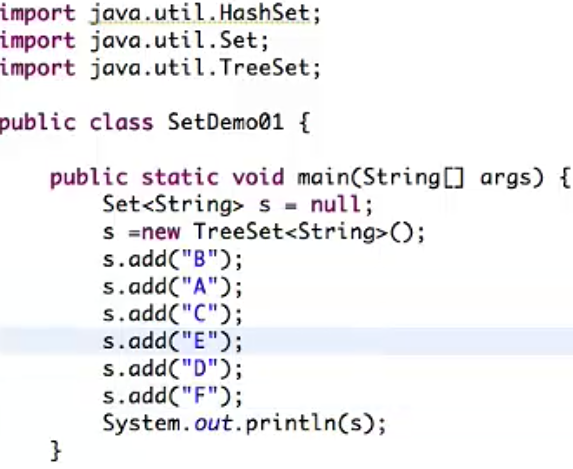 import java.util.HashSet;
import java.util.Set;
import java.util.TreeSet;

public class SetDemo01 {

    public static void main(String[] args) {
        Set<String> s = null;
        s =new TreeSet<String>();
        s.add("B");
        s.add("A");
        s.add("C");
        s.add("E");
        s.add("D");
        s.add("F");
        System.out.println(s);
    }